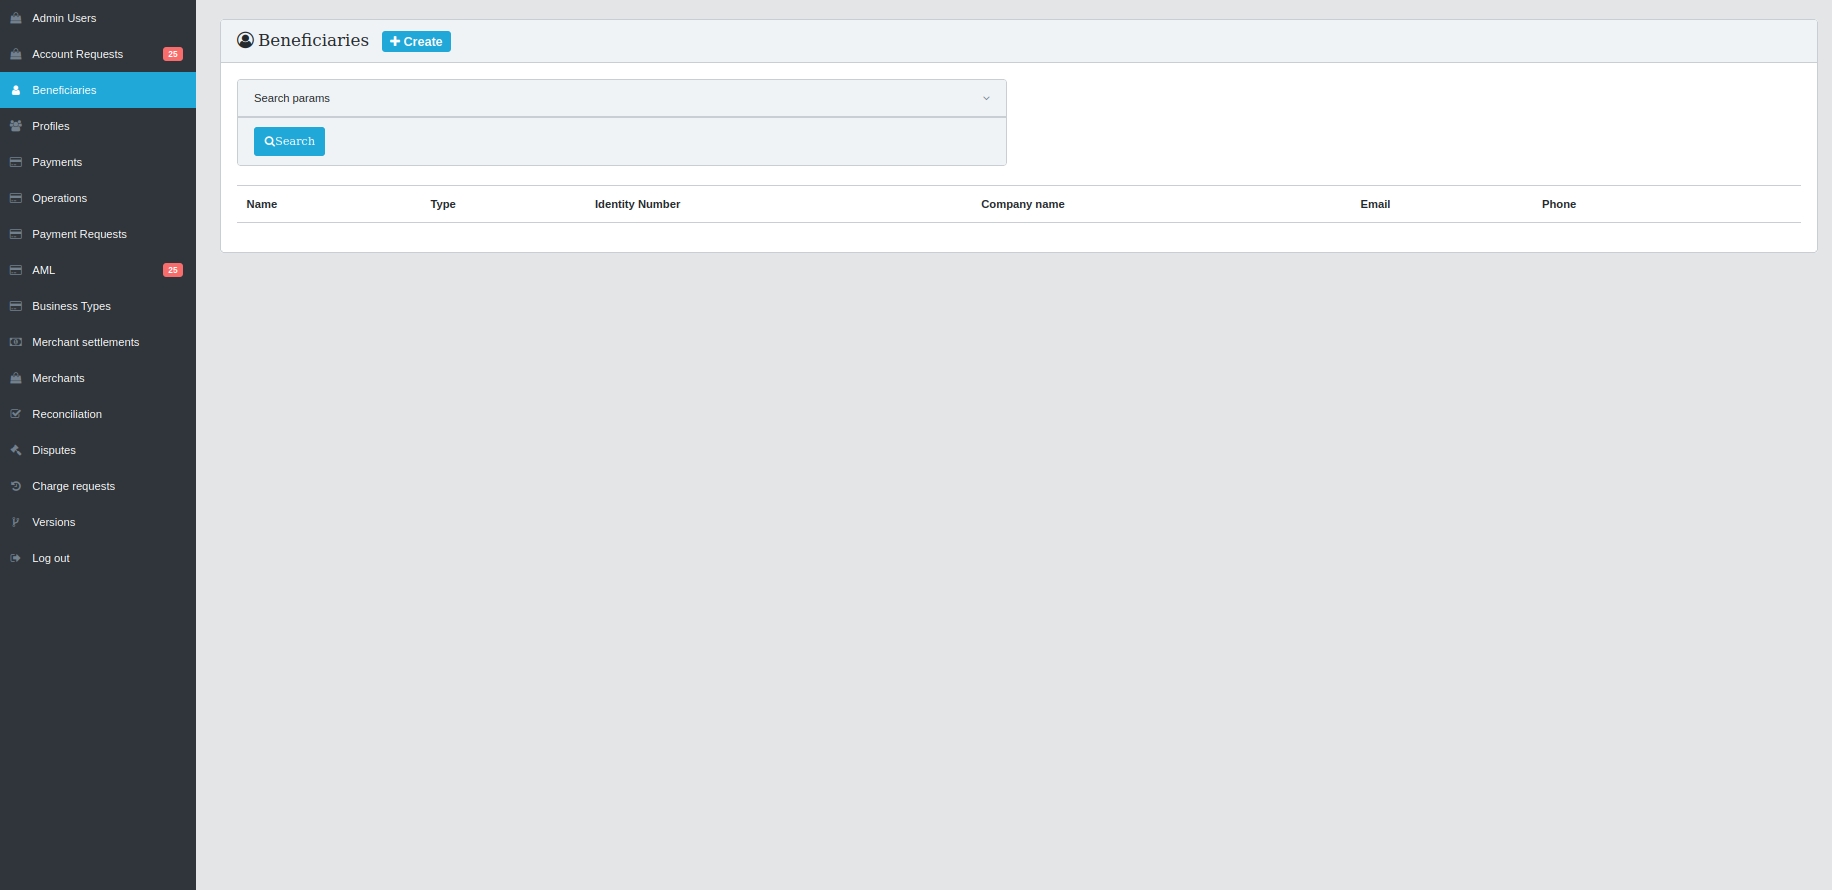 Admin Users
Account Requests 25
Beneficiaries
Profiles
Payments
Operations
Payment Requests
AML 25
Business Types
Merchant settlements
Merchants
Reconciliation
Disputes
Charge requests
Versions
Log out
Beneficiaries Create
Search params
Search
Name Type Identity Number Company name Email Phone